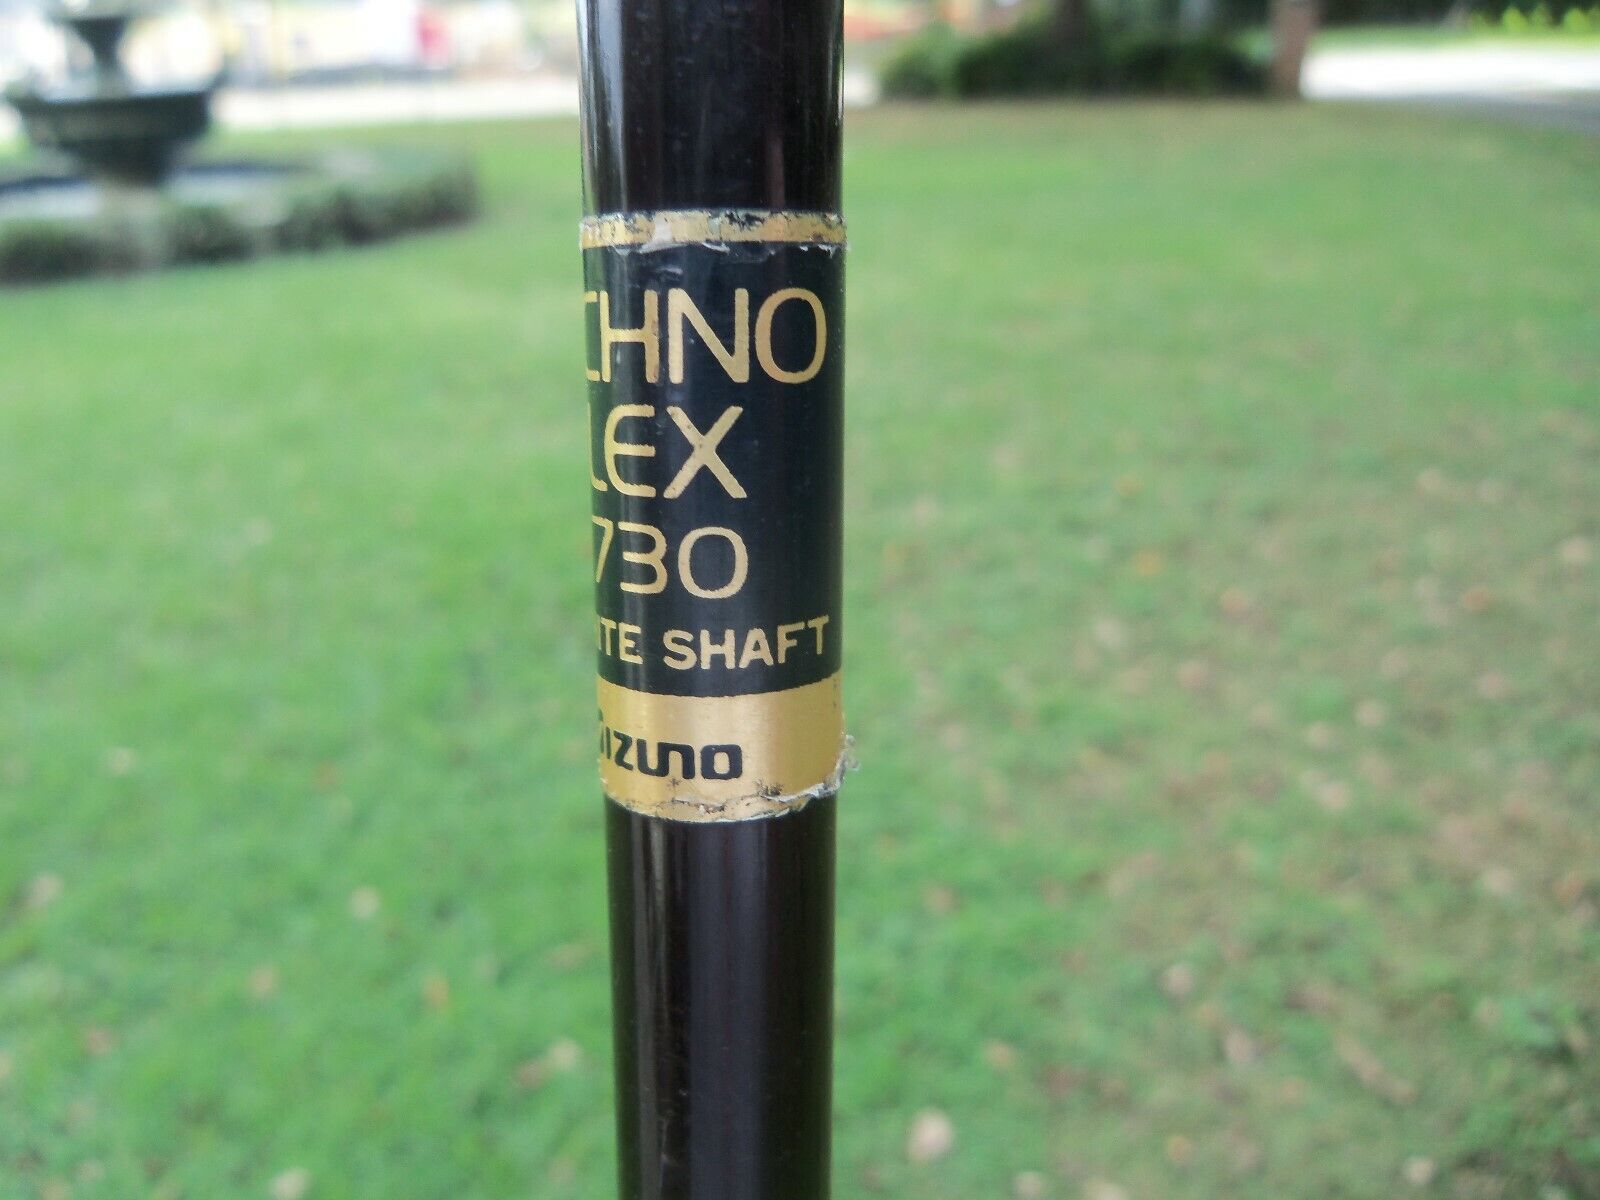 CHNO
LEX
730
ITE SHAFT
izuno